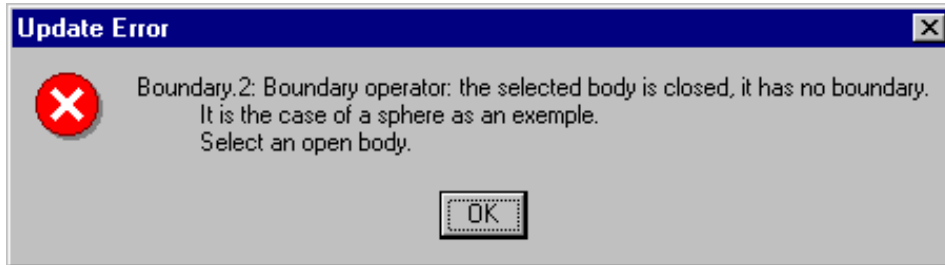 Update Error
Boundary.2: Boundary operator: the selected body is closed, it has no boundary.
It is the case of a sphere as an exemple.
Select an open body.
OK